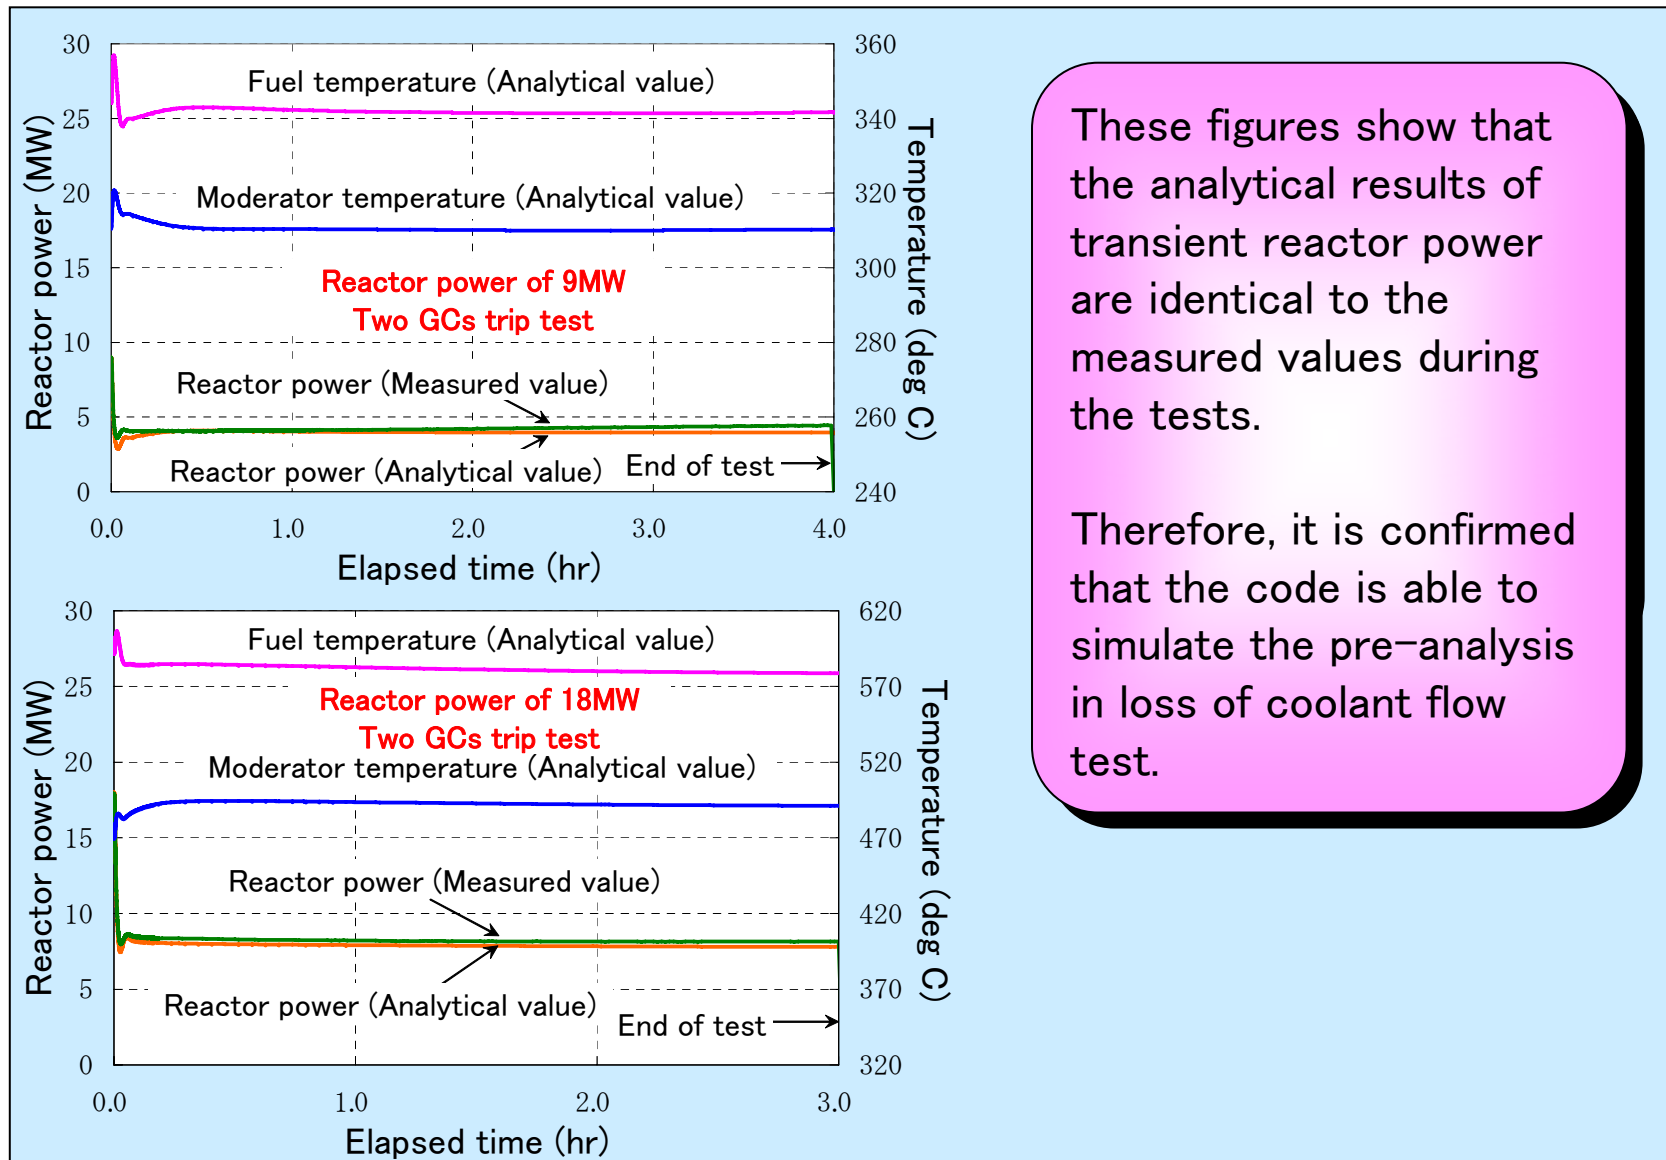 30
25
20
15
10
5
0
Reactor power (MW)
360
340
320
300
280
260
240
Temperature (deg C)
Fuel temperature (Analytical value)
Moderator temperature (Analytical value)
Reactor power of 9MW
Two GCs trip test
Reactor power (Measured value)
Reactor power (Analytical value)
End of test
0.0
1.0
2.0
3.0
4.0
Elapsed time (hr)
30
25
20
15
10
5
0
Reactor power (MW)
620
570
520
470
420
370
320
Temperature (deg C)
Fuel temperature (Analytical value)
Reactor power of 18MW
Two GCs trip test
Moderator temperature (Analytical value)
Reactor power (Measured value)
Reactor power (Analytical value)
End of test
0.0
1.0
2.0
3.0
Elapsed time (hr)
These figures show that
the analytical results of
transient reactor power
are identical to the
measured values during
the tests.
Therefore, it is confirmed
that the code is able to
simulate the pre-analysis
in loss of coolant flow
test.